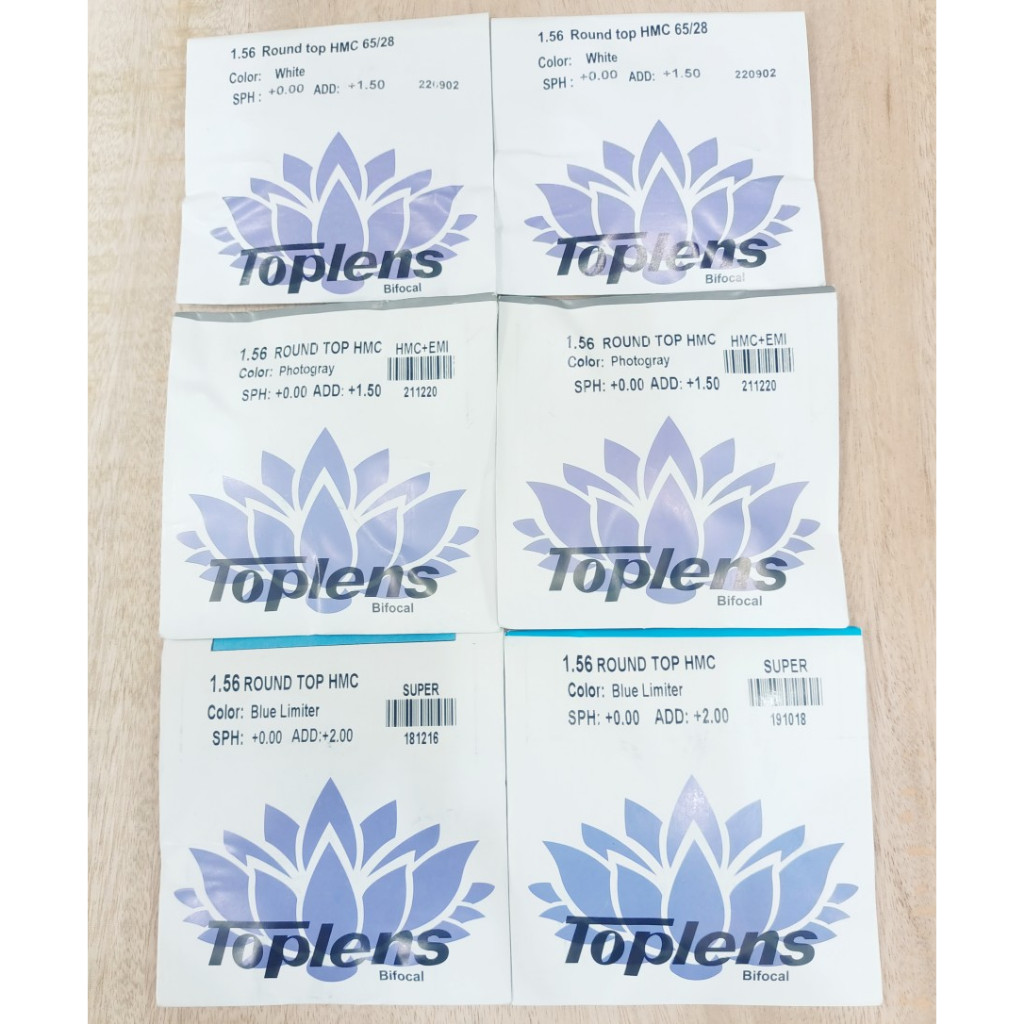 1.56 Round top HMC 65/28
Color: White
SPH: +0.00 ADD: +1.50 220902
Toplens
Bifocal
1.56 Round top HMC 65/28
Color: White
SPH: +0.00 ADD: +1.50 220902
Toplens
Bifocal
1.56 ROUND TOP HMC HMC+EMI
Color: Photogray
SPH: +0.00 ADD: +1.50 211220
Toplens
Bifocal
1.56 ROUND TOP HMC HMC+EMI
Color: Photogray
SPH: +0.00 ADD: +1.50 211220
Toplens
Bifocal
1.56 ROUND TOP HMC SUPER
Color: Blue Limiter
SPH: +0.00 ADD:+2.00 181216
Toplens
Bifocal
1.56 ROUND TOP HMC SUPER
Color: Blue Limiter
SPH: +0.00 ADD: +2.00 191018
Toplens
Bifocal